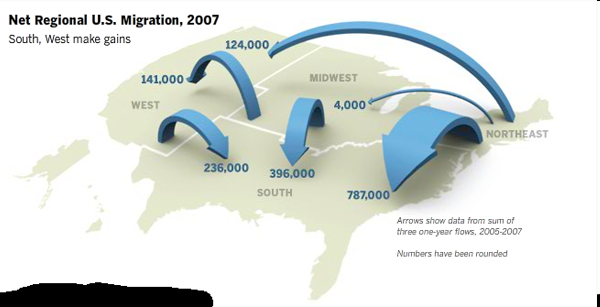 Net Regional U.S. Migration, 2007
South, West make gains
124,000
141,000
MIDWEST
WEST
4,000
NORTHEAST
236,000
396,000
SOUTH
787,000
Arrows show data from sum of
three one-year flows, 2005-2007
Numbers have been rounded